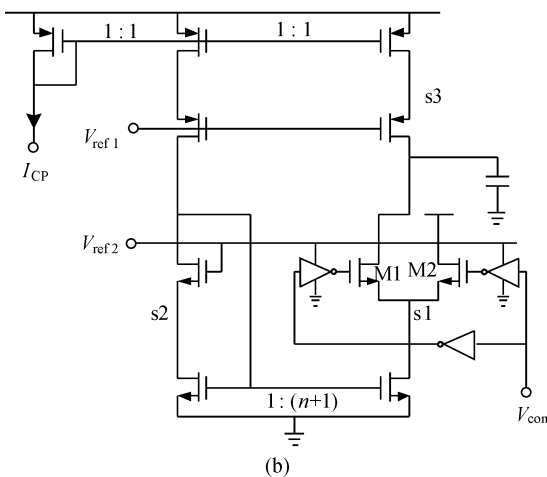 (b)
1 : 1
1 : 1
s3
V_ref 1
I_CP
V_ref 2
M1
M2
s2
s1
1 : (n+1)
V_con
(b)